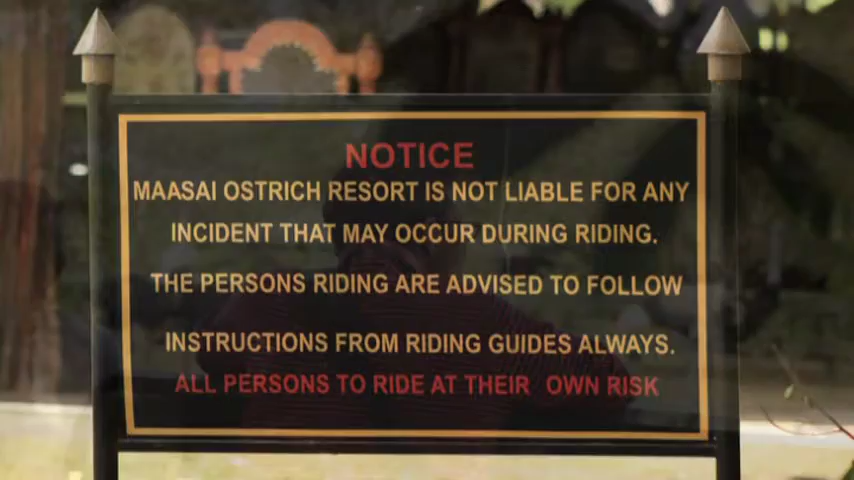 NOTICE
MAASAI OSTRICH RESORT IS NOT LIABLE FOR ANY
INCIDENT THAT MAY OCCUR DURING RIDING.
THE PERSONS RIDING ARE ADVISED TO FOLLOW
INSTRUCTIONS FROM RIDING GUIDES ALWAYS.
ALL PERSONS TO RIDE AT THEIR OWN RISK